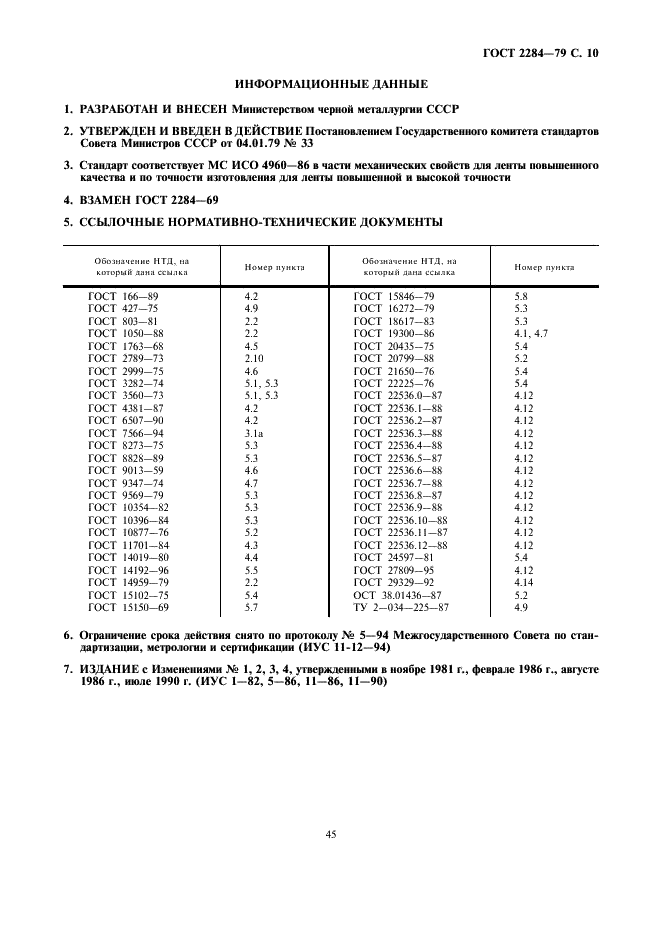 ГОСТ 2284—79 С. 10
ИНФОРМАЦИОННЫЕ ДАННЫЕ
1. РАЗРАБОТАН И ВНЕСЕН Министерством черной металлургии СССР
2. УТВЕРЖДЕН И ВВЕДЕН В ДЕЙСТВИЕ Постановлением Государственного комитета стандартов
Совета Министров СССР от 04.01.79 № 33
3. Стандарт соответствует МС ИСО 4960—86 в части механических свойств для ленты повышенного
качества и по точности изготовления для ленты повышенной и высокой точности
4. ВЗАМЕН ГОСТ 2284—69
5. ССЫЛОЧНЫЕ НОРМАТИВНО-ТЕХНИЧЕСКИЕ ДОКУМЕНТЫ
Обозначение НТД, на который дана ссылка Номер пункта Обозначение НТД, на который дана ссылка Номер пункта
ГОСТ 166—89 4.2 ГОСТ 15846—79 5.8
ГОСТ 427—75 4.9 ГОСТ 16272—79 5.3
ГОСТ 803—81 2.2 ГОСТ 18617—83 5.3
ГОСТ 1050—88 2.2 ГОСТ 19300—86 4.1, 4.7
ГОСТ 1763—68 4.5 ГОСТ 20435—75 5.4
ГОСТ 2789—73 2.10 ГОСТ 20799—88 5.2
ГОСТ 2999—75 4.6 ГОСТ 21650—76 5.4
ГОСТ 3282—74 5.1, 5.3 ГОСТ 22225—76 5.4
ГОСТ 3560—73 5.1, 5.3 ГОСТ 22536.0—87 4.12
ГОСТ 4381—87 4.2 ГОСТ 22536.1—88 4.12
ГОСТ 6507—90 4.2 ГОСТ 22536.2—87 4.12
ГОСТ 7566—94 3.1а ГОСТ 22536.3—88 4.12
ГОСТ 8273—75 5.3 ГОСТ 22536.4—88 4.12
ГОСТ 8828—89 5.3 ГОСТ 22536.5—87 4.12
ГОСТ 9013—59 4.6 ГОСТ 22536.6—88 4.12
ГОСТ 9347—74 4.7 ГОСТ 22536.7—88 4.12
ГОСТ 9569—79 5.3 ГОСТ 22536.8—87 4.12
ГОСТ 10354—82 5.3 ГОСТ 22536.9—88 4.12
ГОСТ 10396—84 5.3 ГОСТ 22536.10—88 4.12
ГОСТ 10877—76 5.2 ГОСТ 22536.11—87 4.12
ГОСТ 11701—84 4.3 ГОСТ 22536.12—88 4.12
ГОСТ 14019—80 4.4 ГОСТ 24597—81 5.4
ГОСТ 14192—96 5.5 ГОСТ 27809—95 4.12
ГОСТ 14959—79 2.2 ГОСТ 29329—92 4.14
ГОСТ 15102—75 5.4 ОСТ 38.01436—87 5.2
ГОСТ 15150—69 5.7 ТУ 2—034—225—87 4.9
6. Ограничение срока действия снято по протоколу № 5—94 Межгосударственного Совета по стан-
дартизации, метрологии и сертификации (ИУС 11-12—94)
7. ИЗДАНИЕ с Изменениями № 1, 2, 3, 4, утвержденными в ноябре 1981 г., феврале 1986 г., августе
1986 г., июле 1990 г. (ИУС 1—82, 5—86, 11—86, 11—90)
45